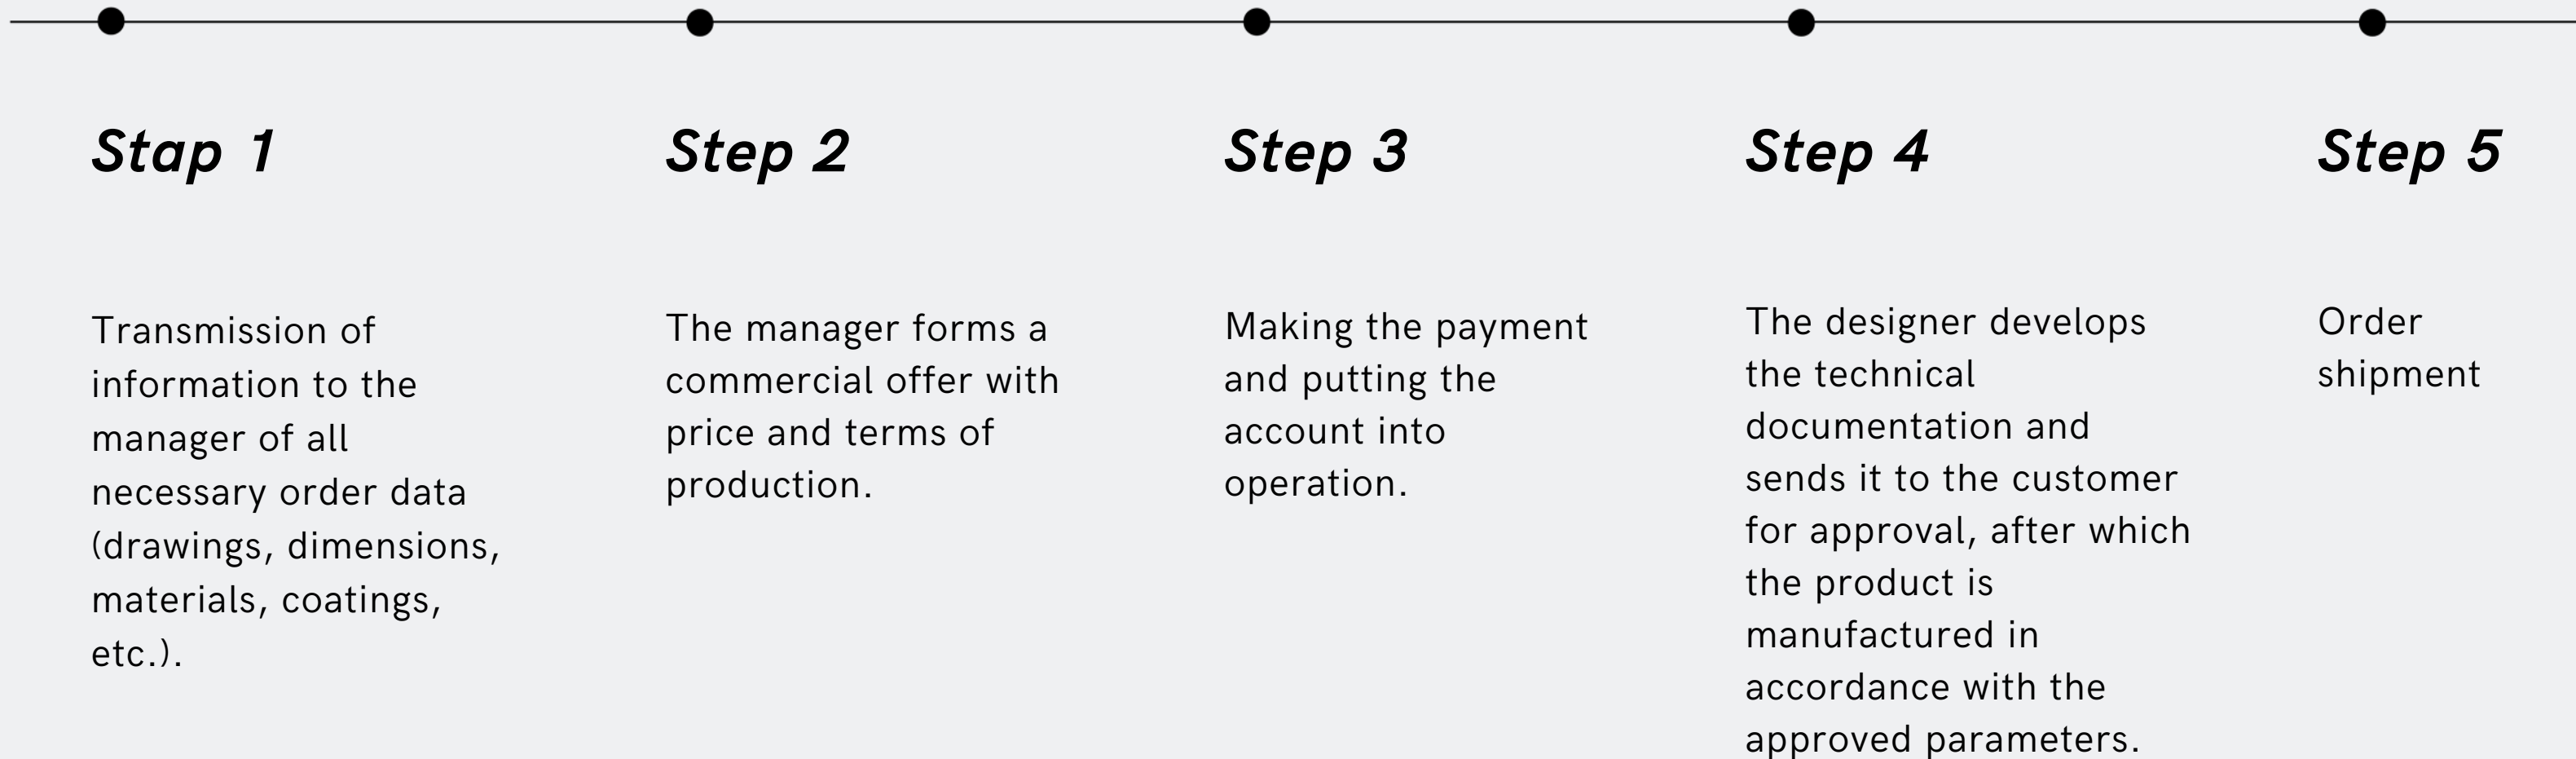 Stap 1
Transmission of
information to the
manager of all
necessary order data
(drawings, dimensions,
materials, coatings,
etc.).
Step 2
The manager forms a
commercial offer with
price and terms of
production.
Step 3
Making the payment
and putting the
account into
operation.
Step 4
The designer develops
the technical
documentation and
sends it to the customer
for approval, after which
the product is
manufactured in
accordance with the
approved parameters.
Step 5
Order
shipment